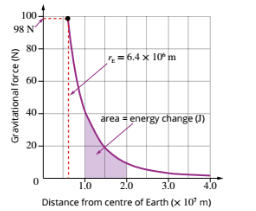 100
98 N
80
60
40
20
0
Gravitational force (N)
r_E = 6.4 × 10⁶ m
area = energy change (J)
1.0 2.0 3.0 4.0
Distance from centre of Earth (× 10⁷ m)